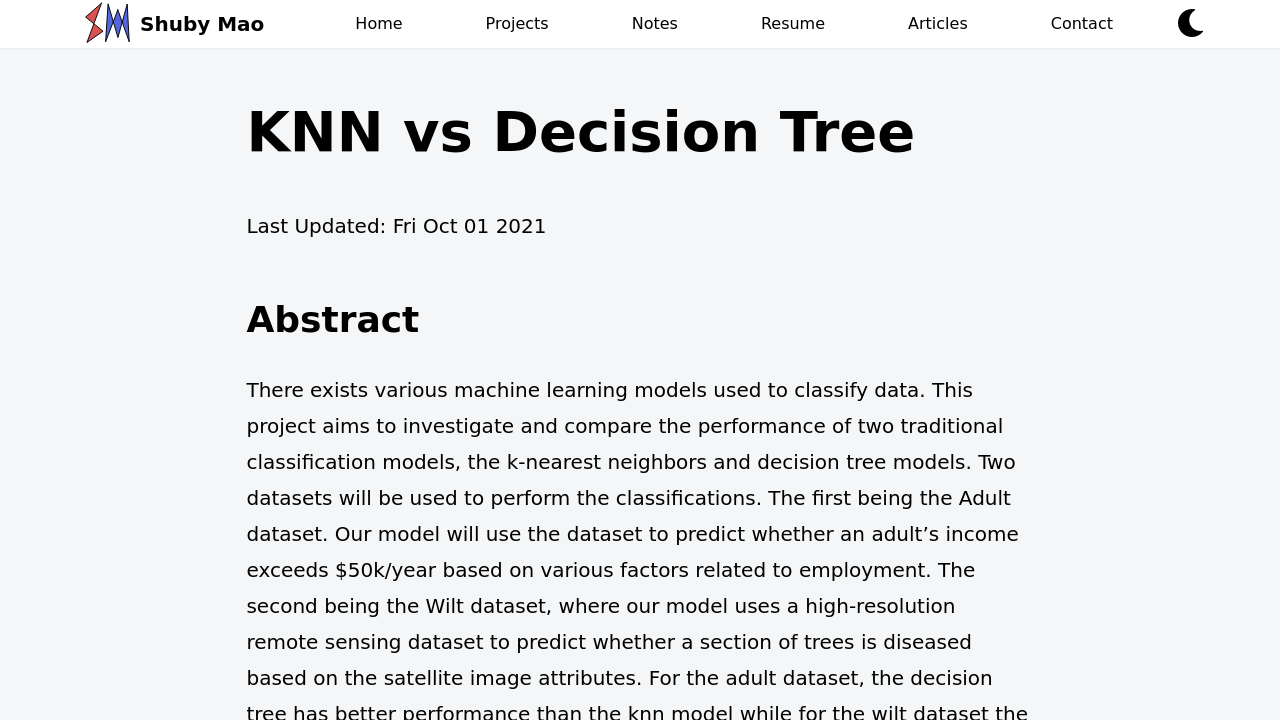 Shuby Mao
Home
Projects
Notes
Resume
Articles
Contact
KNN vs Decision Tree
Last Updated: Fri Oct 01 2021
Abstract
There exists various machine learning models used to classify data. This
project aims to investigate and compare the performance of two traditional
classification models, the k-nearest neighbors and decision tree models. Two
datasets will be used to perform the classifications. The first being the Adult
dataset. Our model will use the dataset to predict whether an adult’s income
exceeds $50k/year based on various factors related to employment. The
second being the Wilt dataset, where our model uses a high-resolution
remote sensing dataset to predict whether a section of trees is diseased
based on the satellite image attributes. For the adult dataset, the decision
tree has better performance than the knn model while for the wilt dataset the